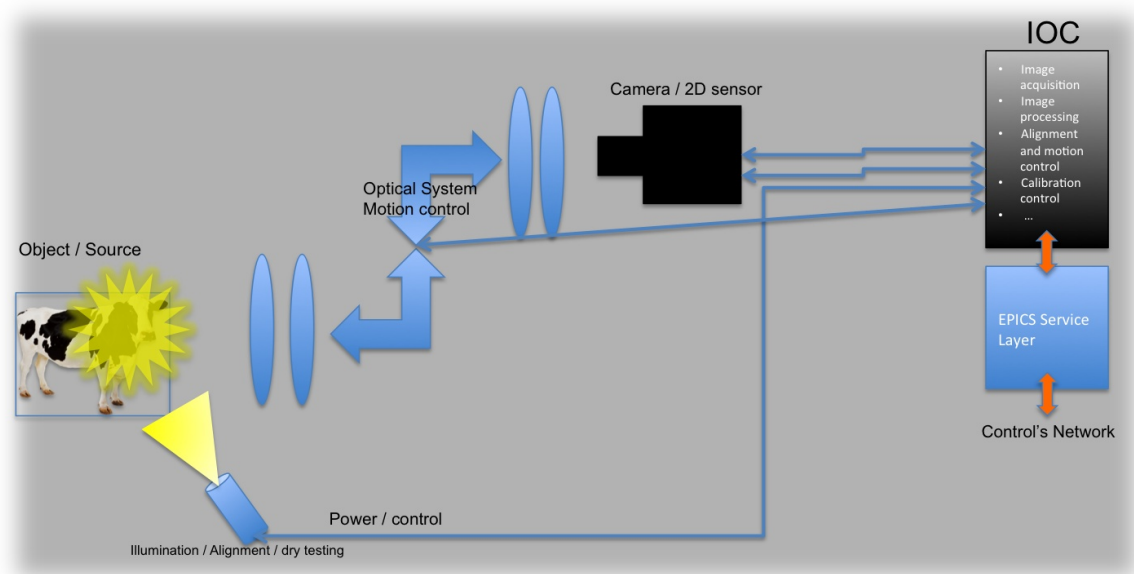 IOC
• Image
acquisition
• Image
processing
• Alignment
and motion
control
• Calibration
control
• ...
Camera / 2D sensor
Optical System
Motion control
Object / Source
EPICS Service
Layer
Control's Network
Power / control
Illumination / Alignment / dry testing